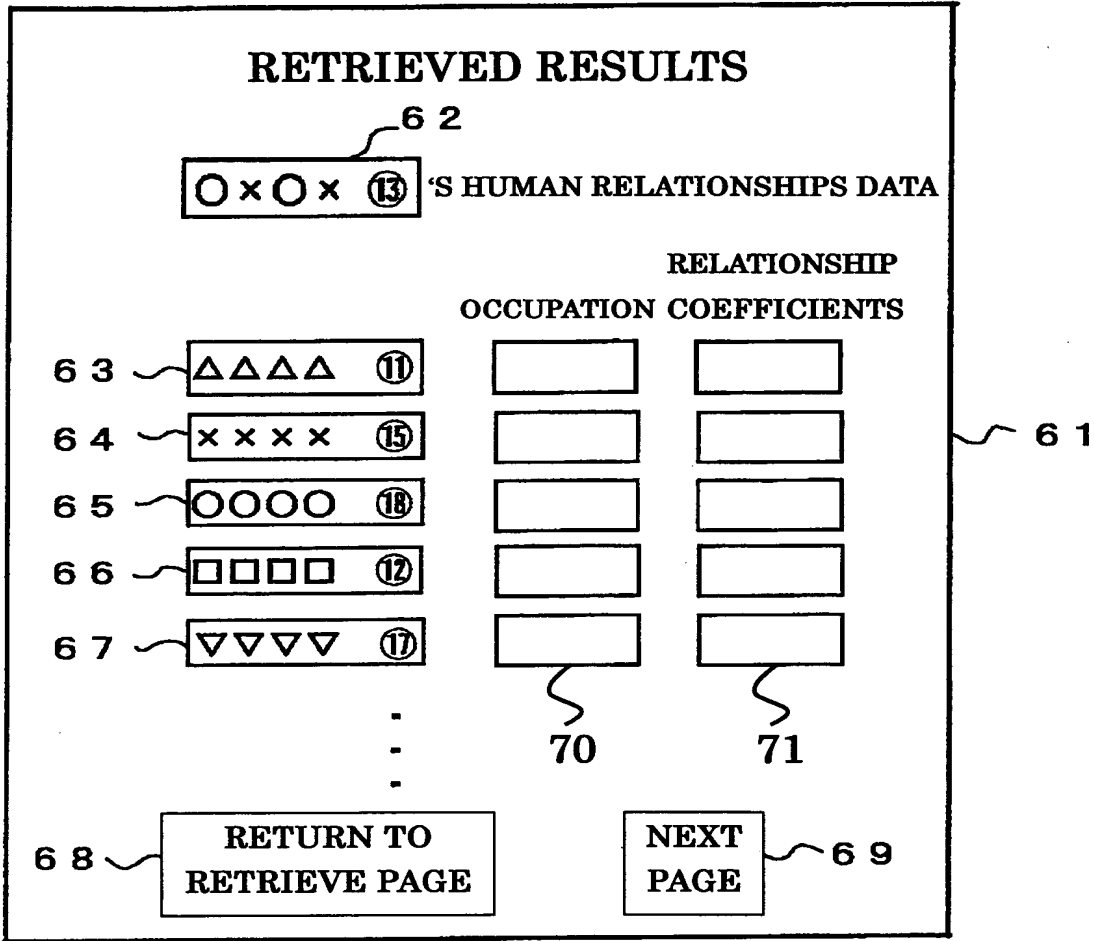 RETRIEVED RESULTS
62
○×○× ⑬ 'S HUMAN RELATIONSHIPS DATA
RELATIONSHIP
OCCUPATION COEFFICIENTS
63 △△△△ ⑪
64 ×××× ⑮
61
65 ○○○○ ⑱
66 □□□□ ⑫
67 ▽▽▽▽ ⑰
70 71
68 RETURN TO
RETRIEVE PAGE
NEXT
PAGE
69